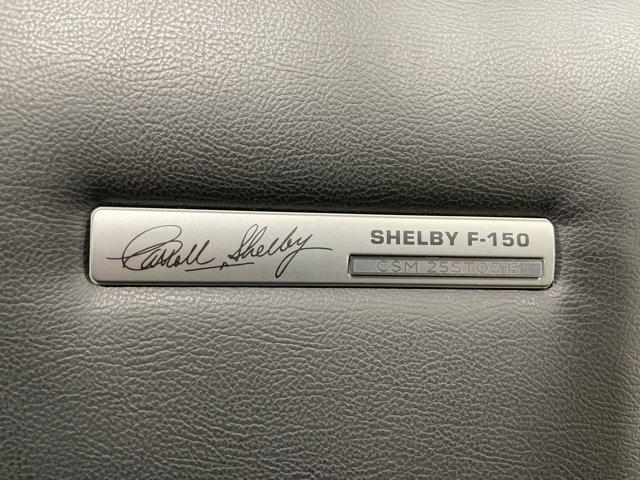 Carroll Shelby
SHELBY F-150
CSM 25ST0315